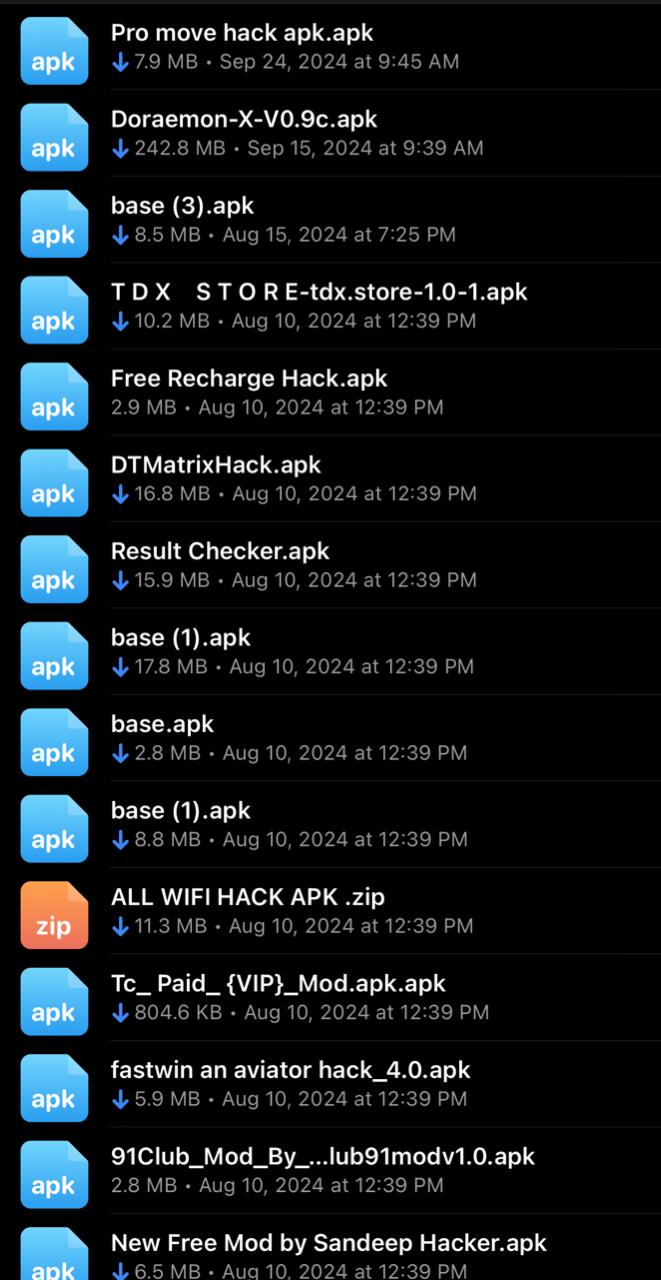 Pro move hack apk.apk
apk
7.9 MB • Sep 24, 2024 at 9:45 AM
Doraemon-X-V0.9c.apk
apk
242.8 MB • Sep 15, 2024 at 9:39 AM
base (3).apk
apk
8.5 MB • Aug 15, 2024 at 7:25 PM
T D X   S T O R E-tdx.store-1.0-1.apk
apk
10.2 MB • Aug 10, 2024 at 12:39 PM
Free Recharge Hack.apk
apk
2.9 MB • Aug 10, 2024 at 12:39 PM
DTMatrixHack.apk
apk
16.8 MB • Aug 10, 2024 at 12:39 PM
Result Checker.apk
apk
15.9 MB • Aug 10, 2024 at 12:39 PM
base (1).apk
apk
17.8 MB • Aug 10, 2024 at 12:39 PM
base.apk
apk
2.8 MB • Aug 10, 2024 at 12:39 PM
base (1).apk
apk
8.8 MB • Aug 10, 2024 at 12:39 PM
ALL WIFI HACK APK .zip
zip
11.3 MB • Aug 10, 2024 at 12:39 PM
Tc_ Paid_ {VIP}_Mod.apk.apk
apk
804.6 KB • Aug 10, 2024 at 12:39 PM
fastwin an aviator hack_4.0.apk
apk
5.9 MB • Aug 10, 2024 at 12:39 PM
91Club_Mod_By_...lub91modv1.0.apk
apk
2.8 MB • Aug 10, 2024 at 12:39 PM
New Free Mod by Sandeep Hacker.apk
apk
6.5 MB • Aug 10, 2024 at 12:39 PM